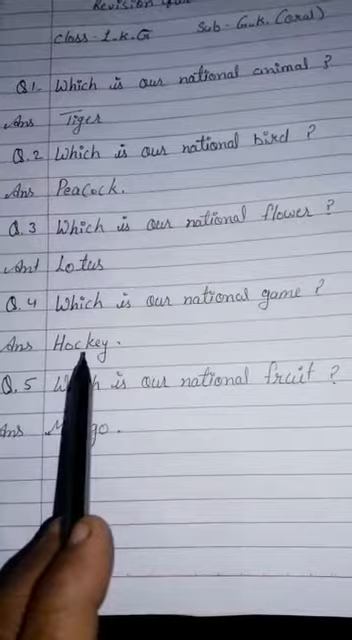 Revision
Class - L.K.G Sub - G.K. (oral)
Q1. Which is our national animal ?
Ans Tiger
Q.2 Which is our national bird ?
Ans Peacock.
Q.3 Which is our national flower ?
Ans Lotus
Q.4 Which is our national game ?
Ans Hockey.
Q.5 is our national fruit ?
Ans